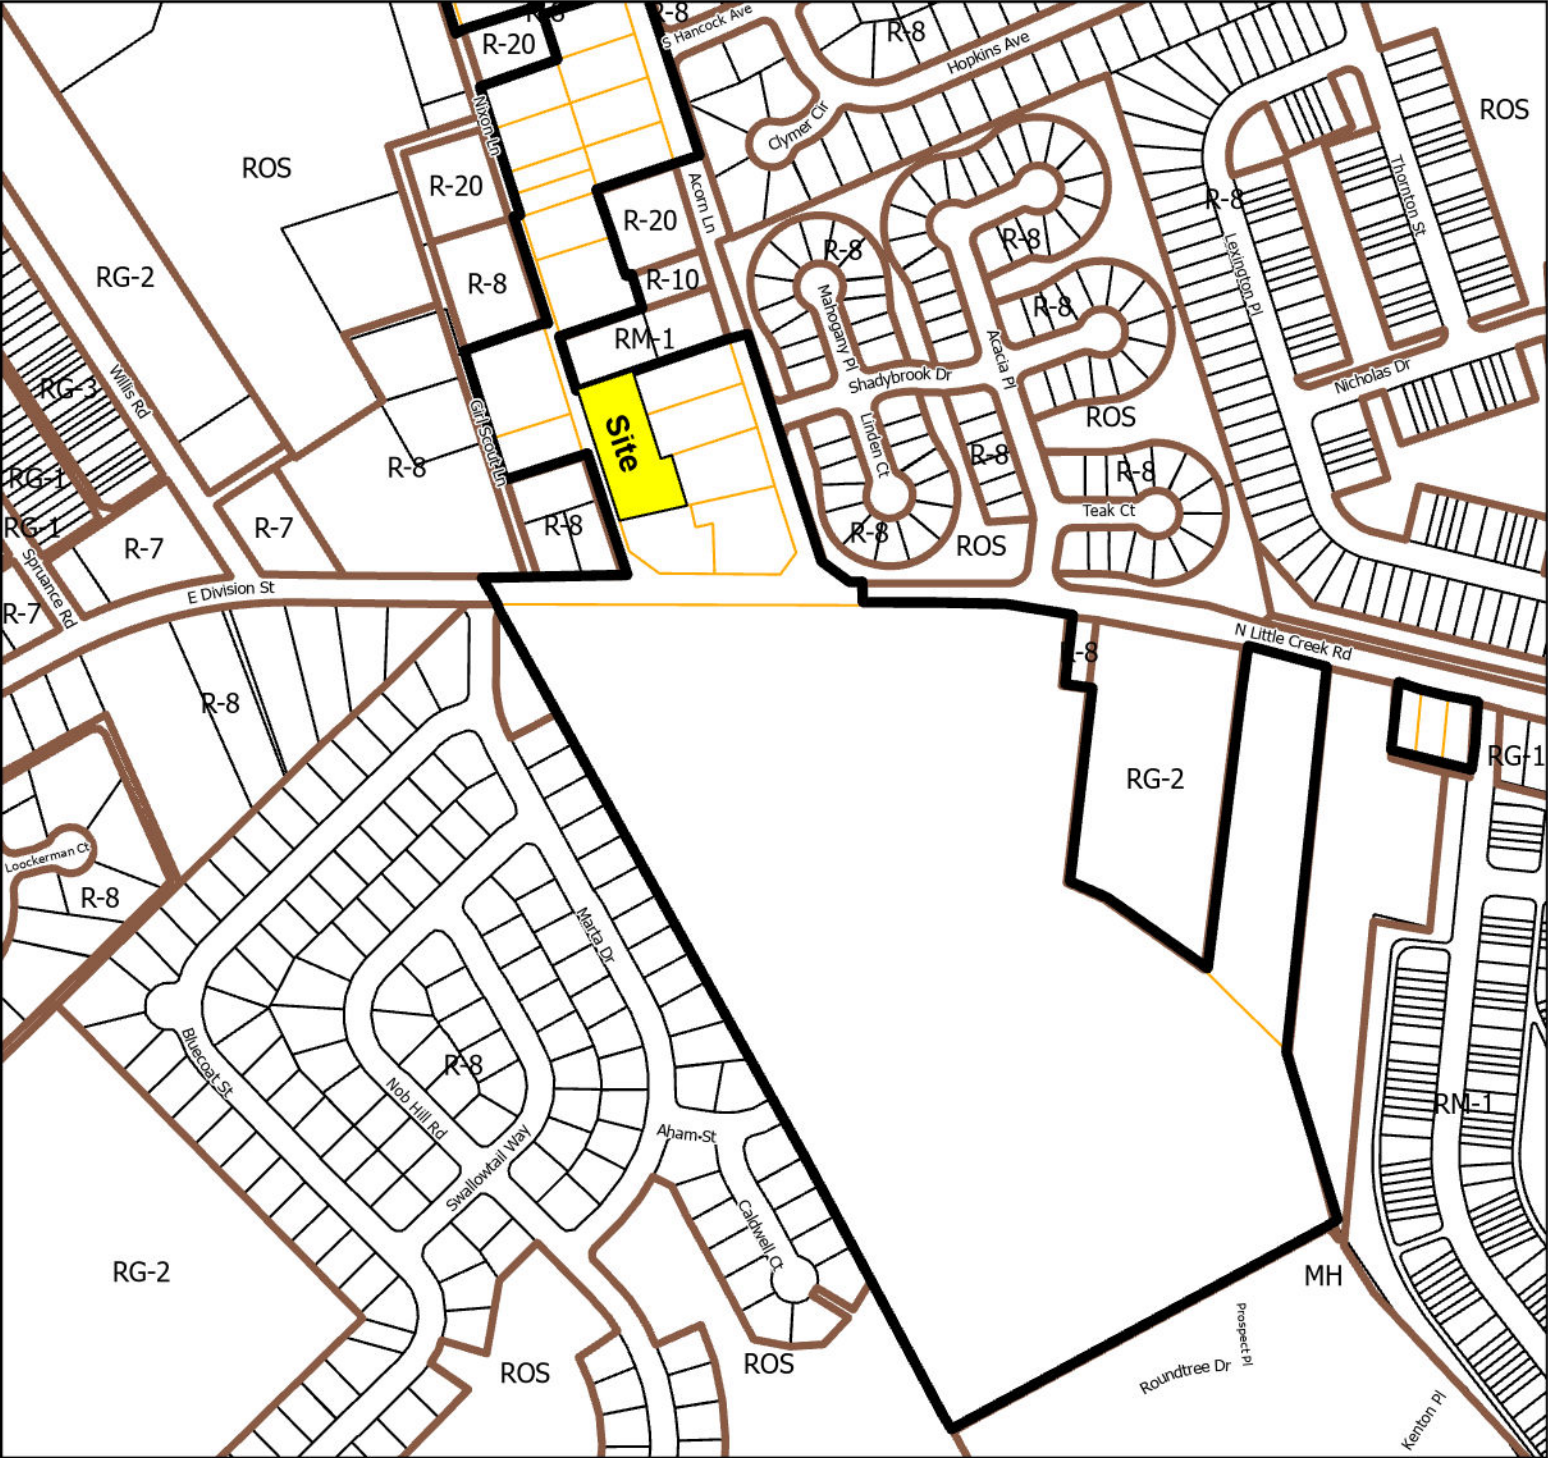 R-8
R-8
R-20
S Hancock Ave
R-8
Hopkins Ave
ROS
Nixon Ln
Clymer Cir
ROS
R-20
Acorn Ln
R-20
R-8
Thornton St
R-8
R-8
Lexington Pl
RG-2
R-8
R-10
Mahogany Pl
R-8
RM-1
Acacia Pl
Willis Rd
RG-3
Shadybrook Dr
Nicholas Dr
Girl Scout Ln
Site
Linden Ct
ROS
R-8
R-8
R-8
RG-1
Teak Ct
RG-1
R-7
R-7
R-8
R-8
ROS
Spruance Rd
E Division St
R-7
N Little Creek Rd
R-8
R-8
RG-2
RG-1
Loockerman Ct
R-8
Marta Dr
Bluecoat St
R-8
Nob Hill Rd
RM-1
Aham St
Swallowtail Way
Caldwell Ct
RG-2
MH
Prospect Pl
ROS
ROS
Roundtree Dr
Kenton Pl